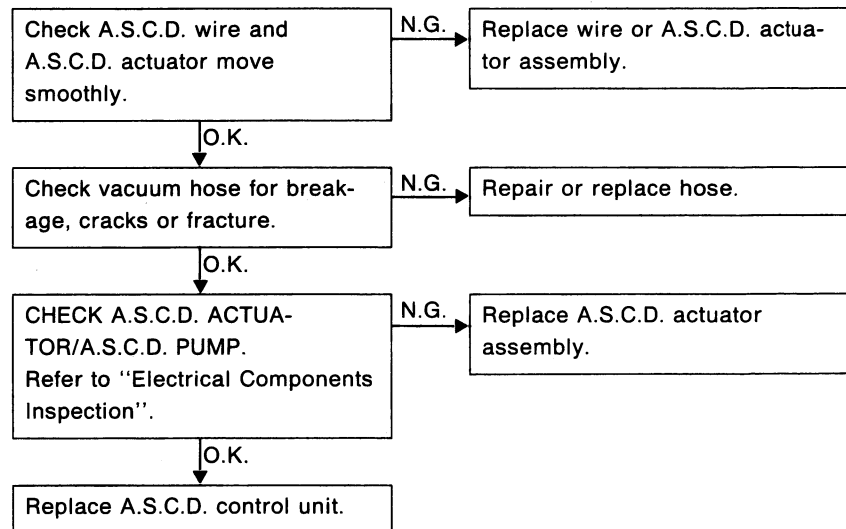 Check A.S.C.D. wire and
A.S.C.D. actuator move
smoothly.
N.G.
Replace wire or A.S.C.D. actua-
tor assembly.
O.K.
Check vacuum hose for break-
age, cracks or fracture.
N.G.
Repair or replace hose.
O.K.
CHECK A.S.C.D. ACTUA-
TOR/A.S.C.D. PUMP.
Refer to ''Electrical Components
Inspection''.
N.G.
Replace A.S.C.D. actuator
assembly.
O.K.
Replace A.S.C.D. control unit.